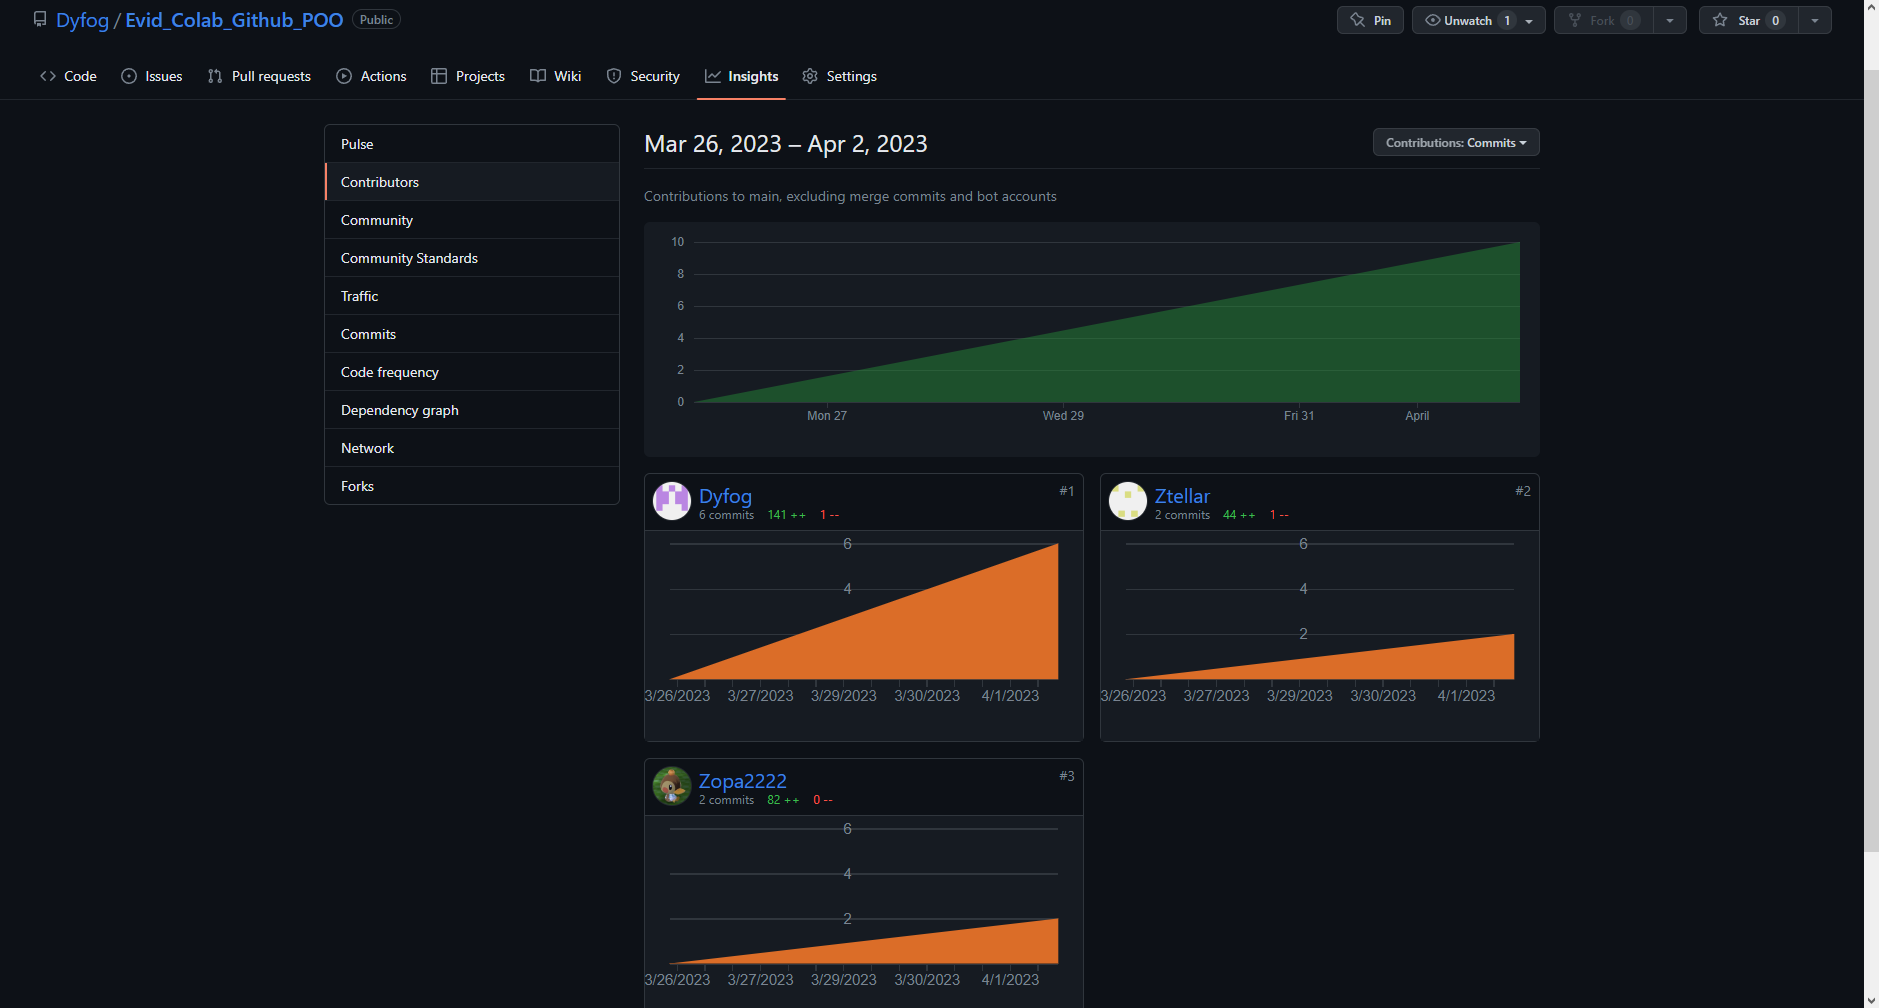 Dyfog / Evid_Colab_Github_POO Public
Pin
Unwatch 1
Fork 0
Star 0
Code Issues Pull requests Actions Projects Wiki Security Insights Settings
Pulse
Contributors
Community
Community Standards
Traffic
Commits
Code frequency
Dependency graph
Network
Forks
Mar 26, 2023 – Apr 2, 2023
Contributions: Commits
Contributions to main, excluding merge commits and bot accounts
10
8
6
4
2
0
Mon 27 Wed 29 Fri 31 April
Dyfog #1
6 commits 141 ++ 1 --
6
4
3/26/2023 3/27/2023 3/29/2023 3/30/2023 4/1/2023
Ztellar #2
2 commits 44 ++ 1 --
6
4
2
3/26/2023 3/27/2023 3/29/2023 3/30/2023 4/1/2023
Zopa2222 #3
2 commits 82 ++ 0 --
6
4
2
3/26/2023 3/27/2023 3/29/2023 3/30/2023 4/1/2023